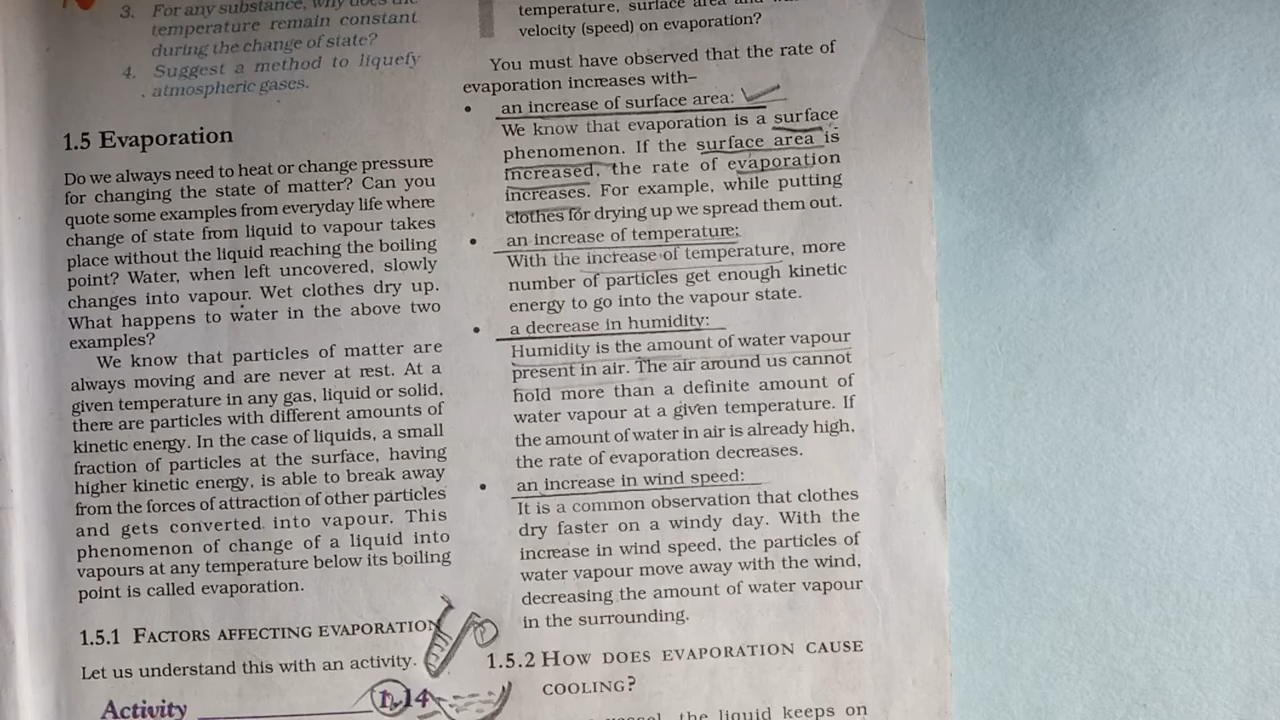 3. For any substance, why does the
temperature remain constant
during the change of state?
4. Suggest a method to liquefy
atmospheric gases.
1.5 Evaporation
Do we always need to heat or change pressure
for changing the state of matter? Can you
quote some examples from everyday life where
change of state from liquid to vapour takes
place without the liquid reaching the boiling
point? Water, when left uncovered, slowly
changes into vapour. Wet clothes dry up.
What happens to water in the above two
examples?
We know that particles of matter are
always moving and are never at rest. At a
given temperature in any gas, liquid or solid,
there are particles with different amounts of
kinetic energy. In the case of liquids, a small
fraction of particles at the surface, having
higher kinetic energy, is able to break away
from the forces of attraction of other particles
and gets converted into vapour. This
phenomenon of change of a liquid into
vapours at any temperature below its boiling
point is called evaporation.
1.5.1 FACTORS AFFECTING EVAPORATION
Let us understand this with an activity.
Activity 1.14
temperature, surface area and
velocity (speed) on evaporation?
You must have observed that the rate of
evaporation increases with–
• an increase of surface area:
We know that evaporation is a surface
phenomenon. If the surface area is
increased, the rate of evaporation
increases. For example, while putting
clothes for drying up we spread them out.
• an increase of temperature:
With the increase of temperature, more
number of particles get enough kinetic
energy to go into the vapour state.
• a decrease in humidity:
Humidity is the amount of water vapour
present in air. The air around us cannot
hold more than a definite amount of
water vapour at a given temperature. If
the amount of water in air is already high,
the rate of evaporation decreases.
• an increase in wind speed:
It is a common observation that clothes
dry faster on a windy day. With the
increase in wind speed, the particles of
water vapour move away with the wind,
decreasing the amount of water vapour
in the surrounding.
1.5.2 HOW DOES EVAPORATION CAUSE
COOLING?
the liquid keeps on